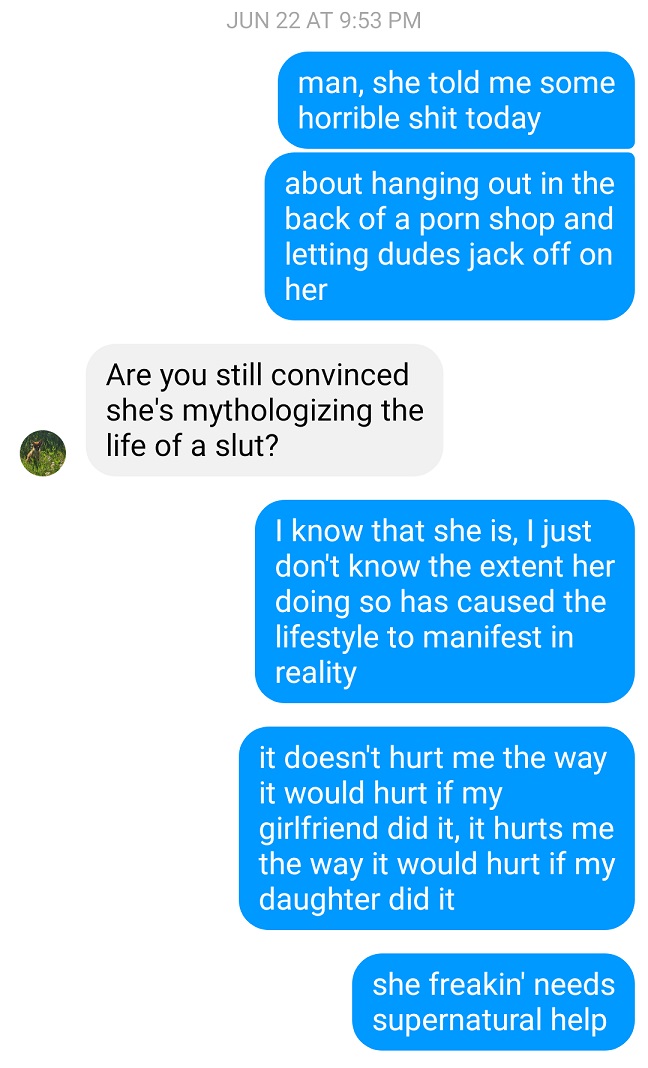 JUN 22 AT 9:53 PM
man, she told me some
horrible shit today
about hanging out in the
back of a porn shop and
letting dudes jack off on
her
Are you still convinced
she's mythologizing the
life of a slut?
I know that she is, I just
don't know the extent her
doing so has caused the
lifestyle to manifest in
reality
it doesn't hurt me the way
it would hurt if my
girlfriend did it, it hurts me
the way it would hurt if my
daughter did it
she freakin' needs
supernatural help